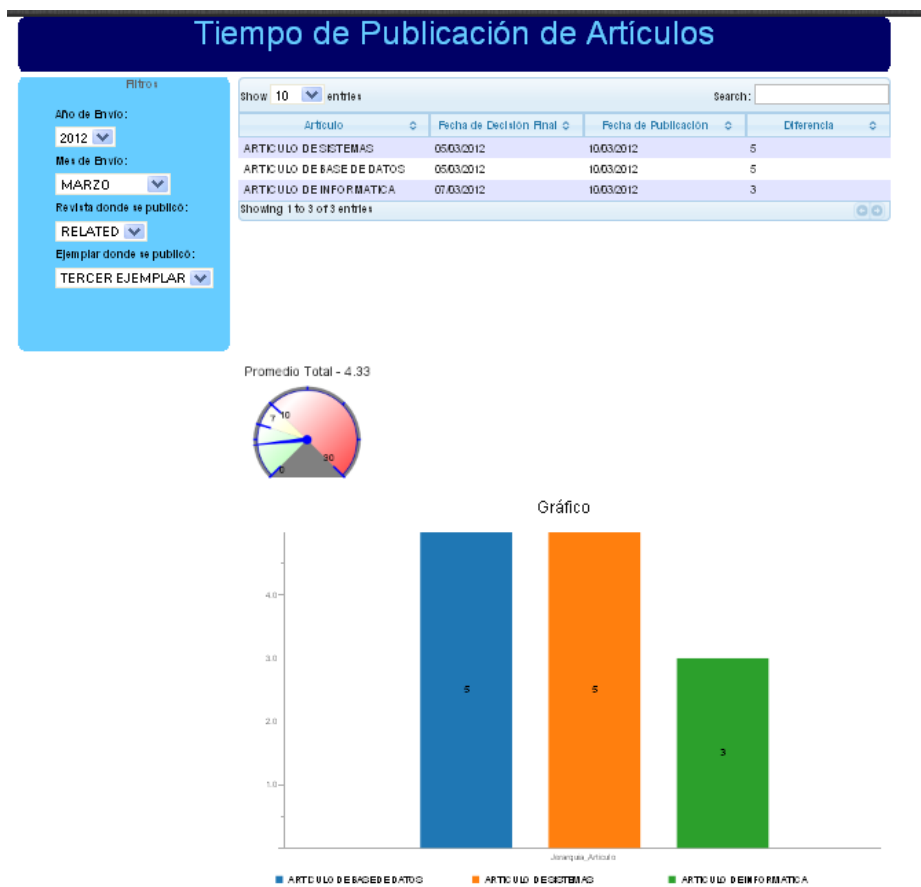 Tiempo de Publicación de Artículos
Filtros
Año de Envío:
2012
Mes de Envío:
MARZO
Revista donde se publicó:
RELATED
Ejemplar donde se publicó:
TERCER EJEMPLAR
Show 10 entries Search:
Artículo Fecha de Decisión Final Fecha de Publicación Diferencia
ARTICULO DE SISTEMAS 05/03/2012 10/03/2012 5
ARTICULO DE BASE DE DATOS 05/03/2012 10/03/2012 5
ARTICULO DE INFORMATICA 07/03/2012 10/03/2012 3
Showing 1 to 3 of 3 entries
Promedio Total - 4.33
7 10
0 30
Gráfico
4.0
3.0
5 5
2.0
3
1.0
Jerarquia_Articulo
ARTICULO DE BASE DE DATOS ARTICULO DE SISTEMAS ARTICULO DE INFORMATICA